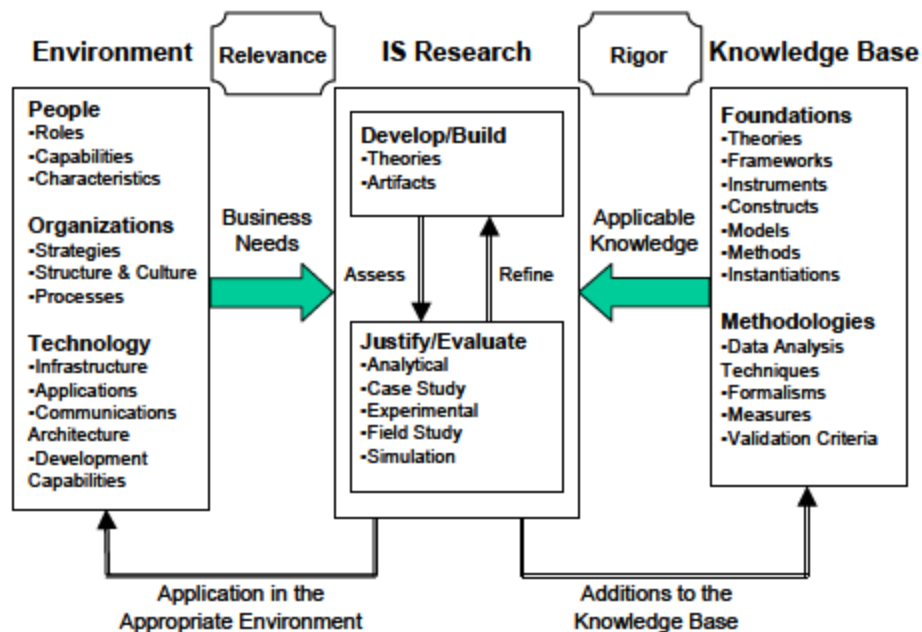 Environment
Relevance
IS Research
Rigor
Knowledge Base
People
▪Roles
▪Capabilities
▪Characteristics
Organizations
▪Strategies
▪Structure & Culture
▪Processes
Technology
▪Infrastructure
▪Applications
▪Communications
Architecture
▪Development
Capabilities
Business
Needs
Develop/Build
▪Theories
▪Artifacts
Assess
Refine
Justify/Evaluate
▪Analytical
▪Case Study
▪Experimental
▪Field Study
▪Simulation
Applicable
Knowledge
Foundations
▪Theories
▪Frameworks
▪Instruments
▪Constructs
▪Models
▪Methods
▪Instantiations
Methodologies
▪Data Analysis
Techniques
▪Formalisms
▪Measures
▪Validation Criteria
Application in the
Appropriate Environment
Additions to the
Knowledge Base